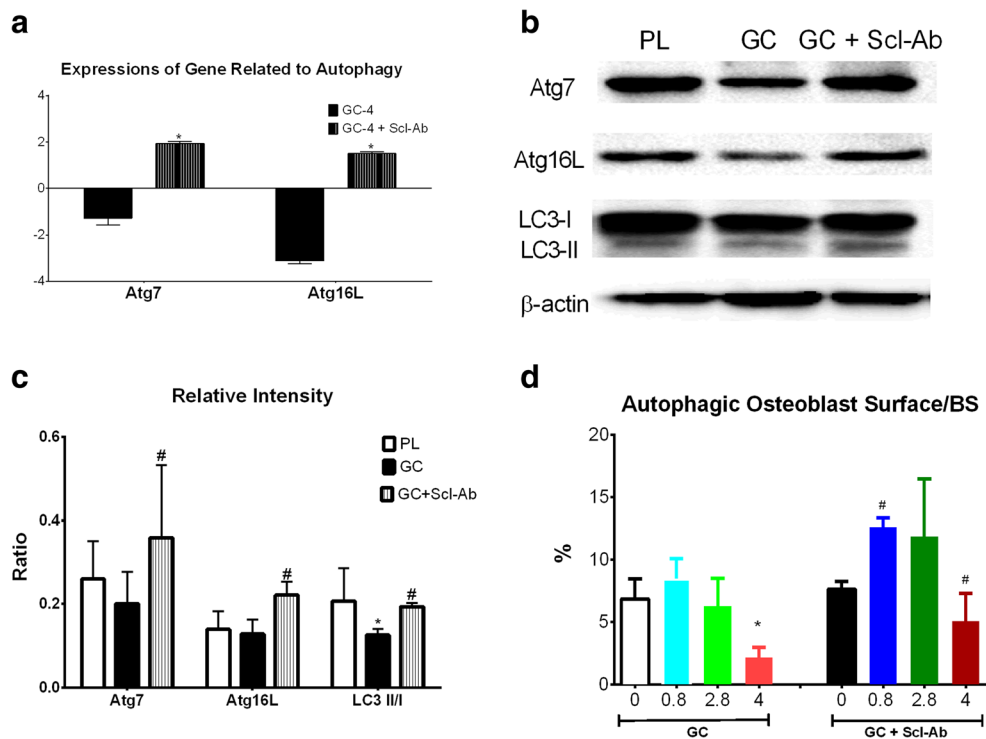 a
Expressions of Gene Related to Autophagy
4
2
0
-2
-4
GC-4
GC-4 + Scl-Ab
*
*
Atg7
Atg16L
b
PL GC GC + Scl-Ab
Atg7
Atg16L
LC3-I
LC3-II
β-actin
c
Relative Intensity
Ratio
0.6
0.4
0.2
0.0
PL
GC
GC+Scl-Ab
#
#
*
#
Atg7
Atg16L
LC3 II/I
d
Autophagic Osteoblast Surface/BS
%
20
15
10
5
0
*
#
#
0 0.8 2.8 4 0 0.8 2.8 4
GC
GC + Scl-Ab